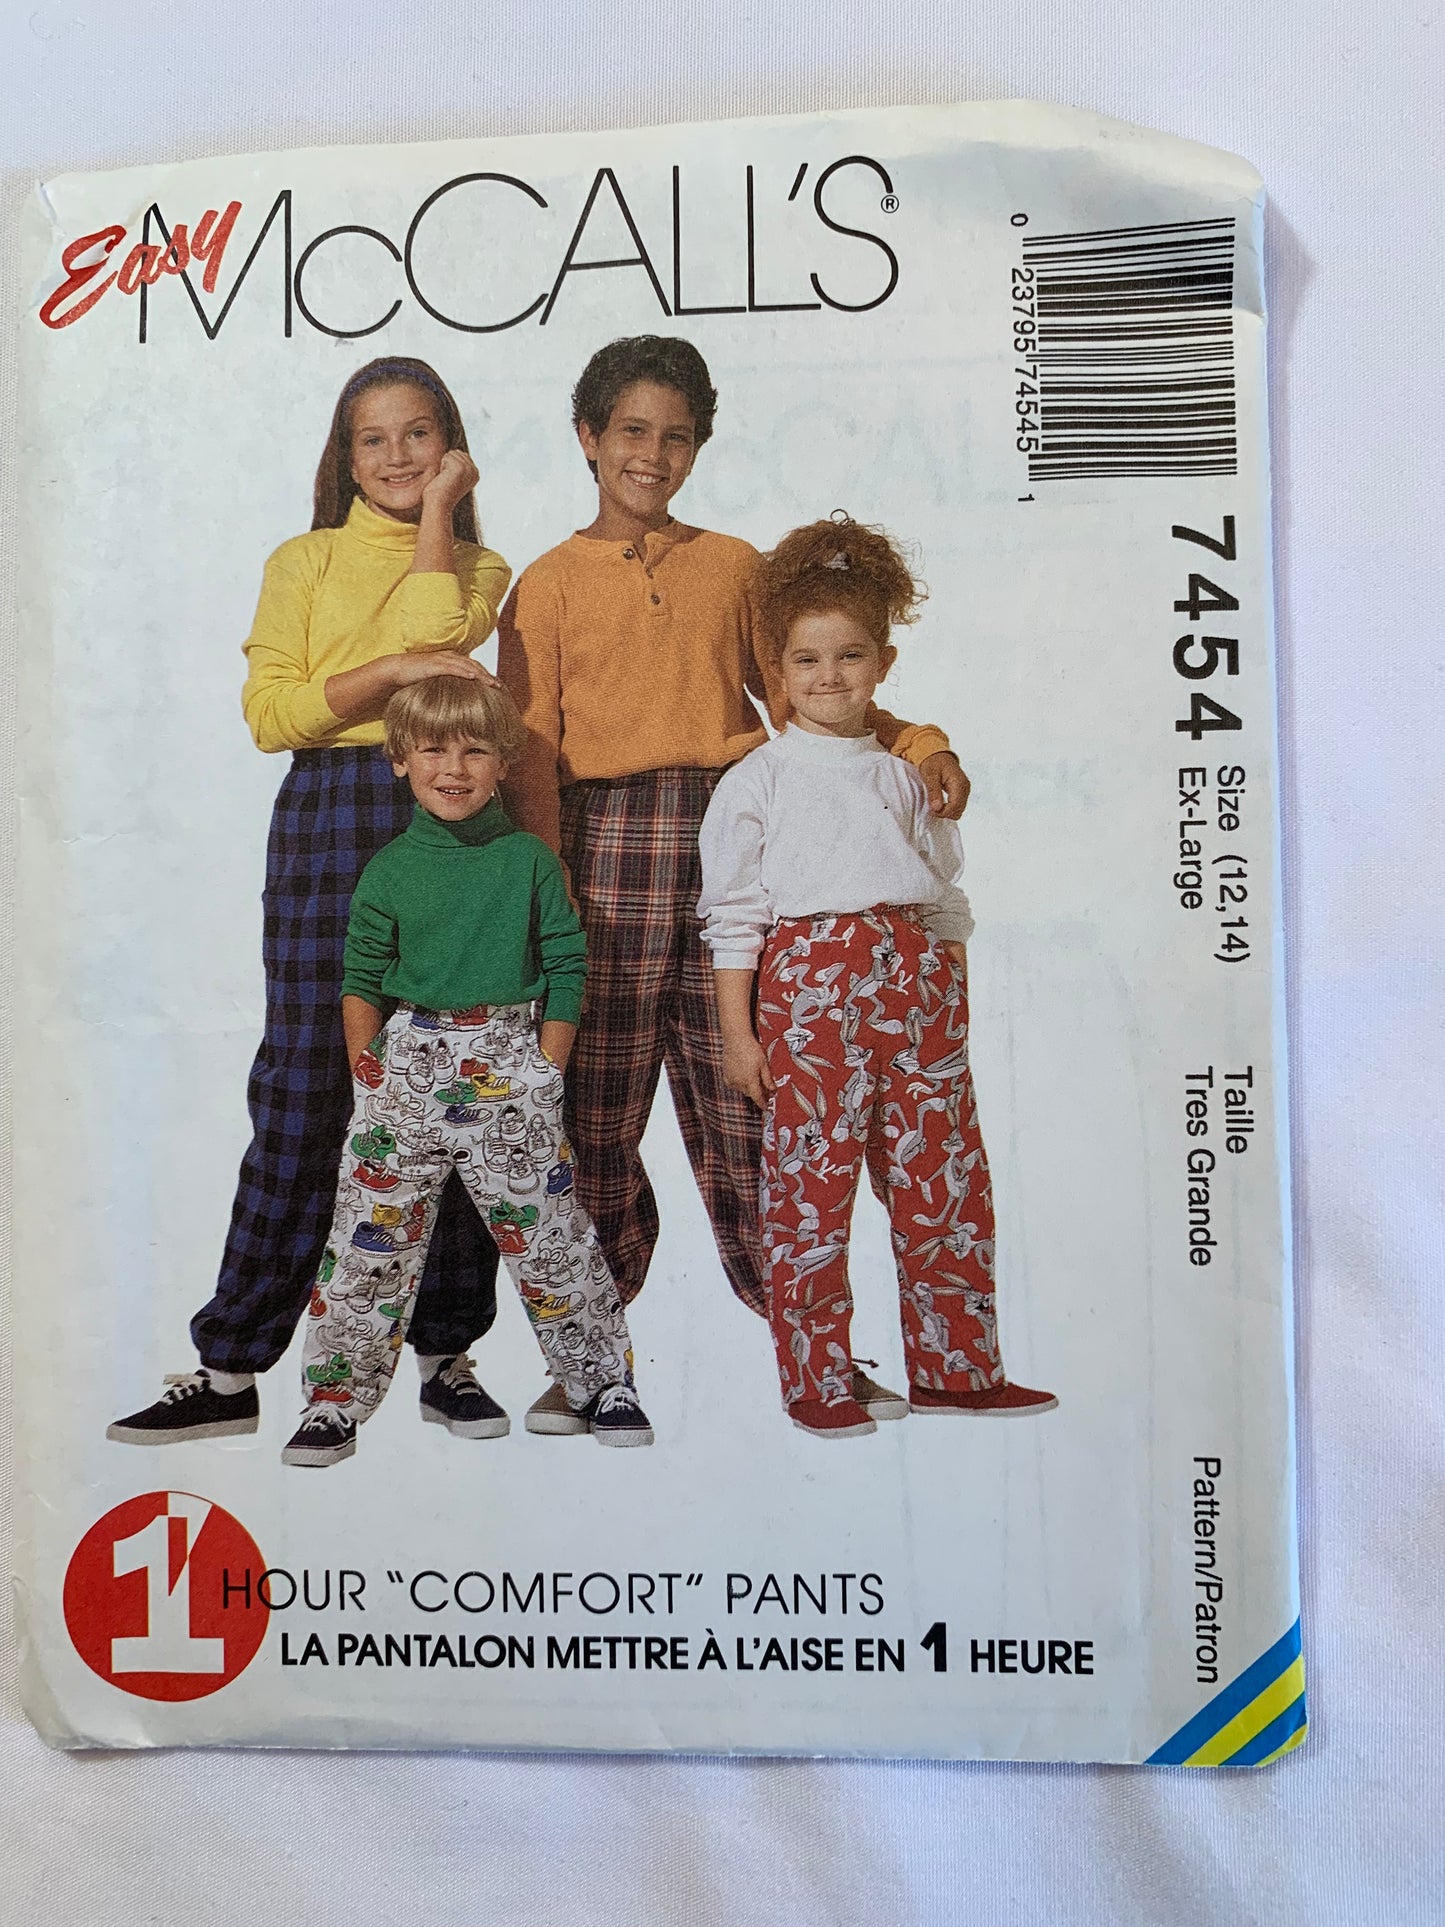 Easy McCALL'S®
0 23795 74545 1
7454
Size (12,14)
Ex-Large
Taille
Tres Grande
Pattern/Patron
1 HOUR "COMFORT" PANTS
LA PANTALON METTRE À L'AISE EN 1 HEURE